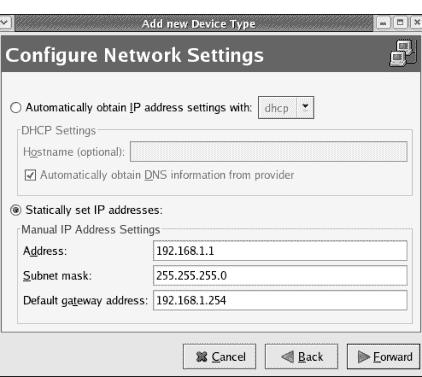 Add new Device Type
Configure Network Settings
Automatically obtain IP address settings with: dhcp
DHCP Settings
Hostname (optional):
Automatically obtain DNS information from provider
Statically set IP addresses:
Manual IP Address Settings
Address: 192.168.1.1
Subnet mask: 255.255.255.0
Default gateway address: 192.168.1.254
Cancel Back Forward